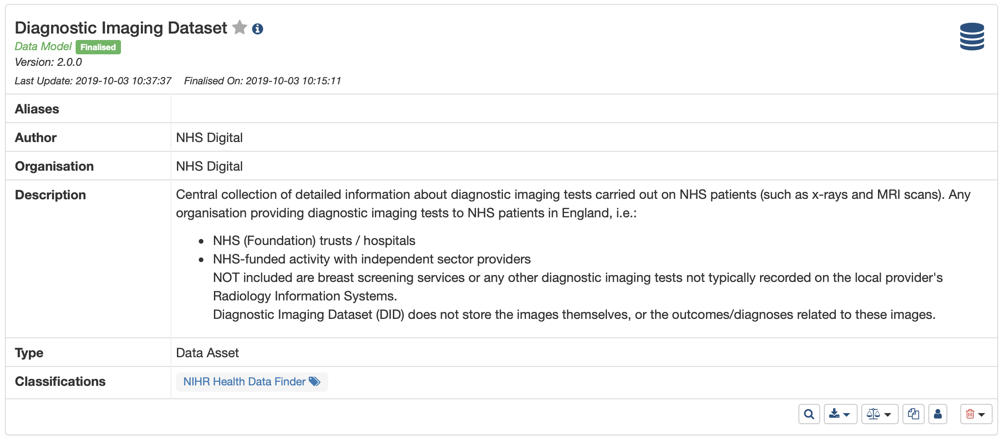 Diagnostic Imaging Dataset
Data Model Finalised
Version: 2.0.0
Last Update: 2019-10-03 10:37:37 Finalised On: 2019-10-03 10:15:11
Aliases
Author NHS Digital
Organisation NHS Digital
Description Central collection of detailed information about diagnostic imaging tests carried out on NHS patients (such as x-rays and MRI scans). Any
organisation providing diagnostic imaging tests to NHS patients in England, i.e.:
• NHS (Foundation) trusts / hospitals
• NHS-funded activity with independent sector providers
NOT included are breast screening services or any other diagnostic imaging tests not typically recorded on the local provider's
Radiology Information Systems.
Diagnostic Imaging Dataset (DID) does not store the images themselves, or the outcomes/diagnoses related to these images.
Type Data Asset
Classifications NIHR Health Data Finder